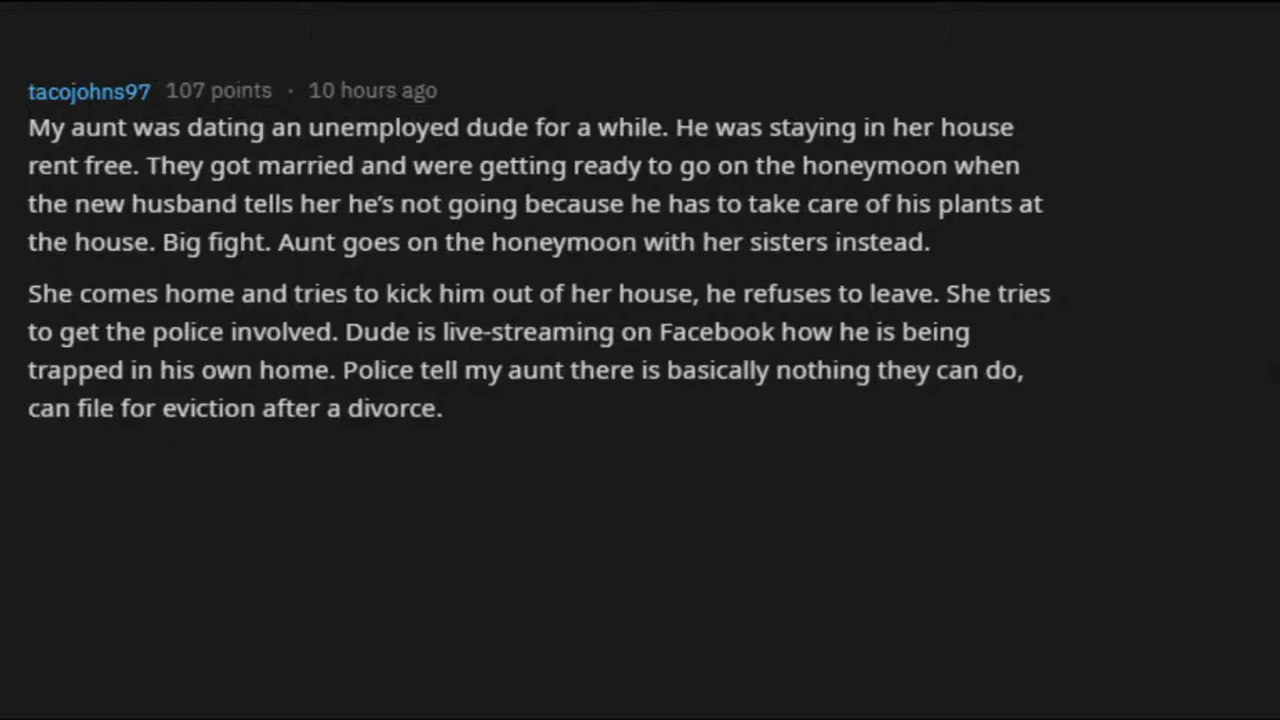 tacojohns97 107 points · 10 hours ago
My aunt was dating an unemployed dude for a while. He was staying in her house
rent free. They got married and were getting ready to go on the honeymoon when
the new husband tells her he's not going because he has to take care of his plants at
the house. Big fight. Aunt goes on the honeymoon with her sisters instead.
She comes home and tries to kick him out of her house, he refuses to leave. She tries
to get the police involved. Dude is live-streaming on Facebook how he is being
trapped in his own home. Police tell my aunt there is basically nothing they can do,
can file for eviction after a divorce.